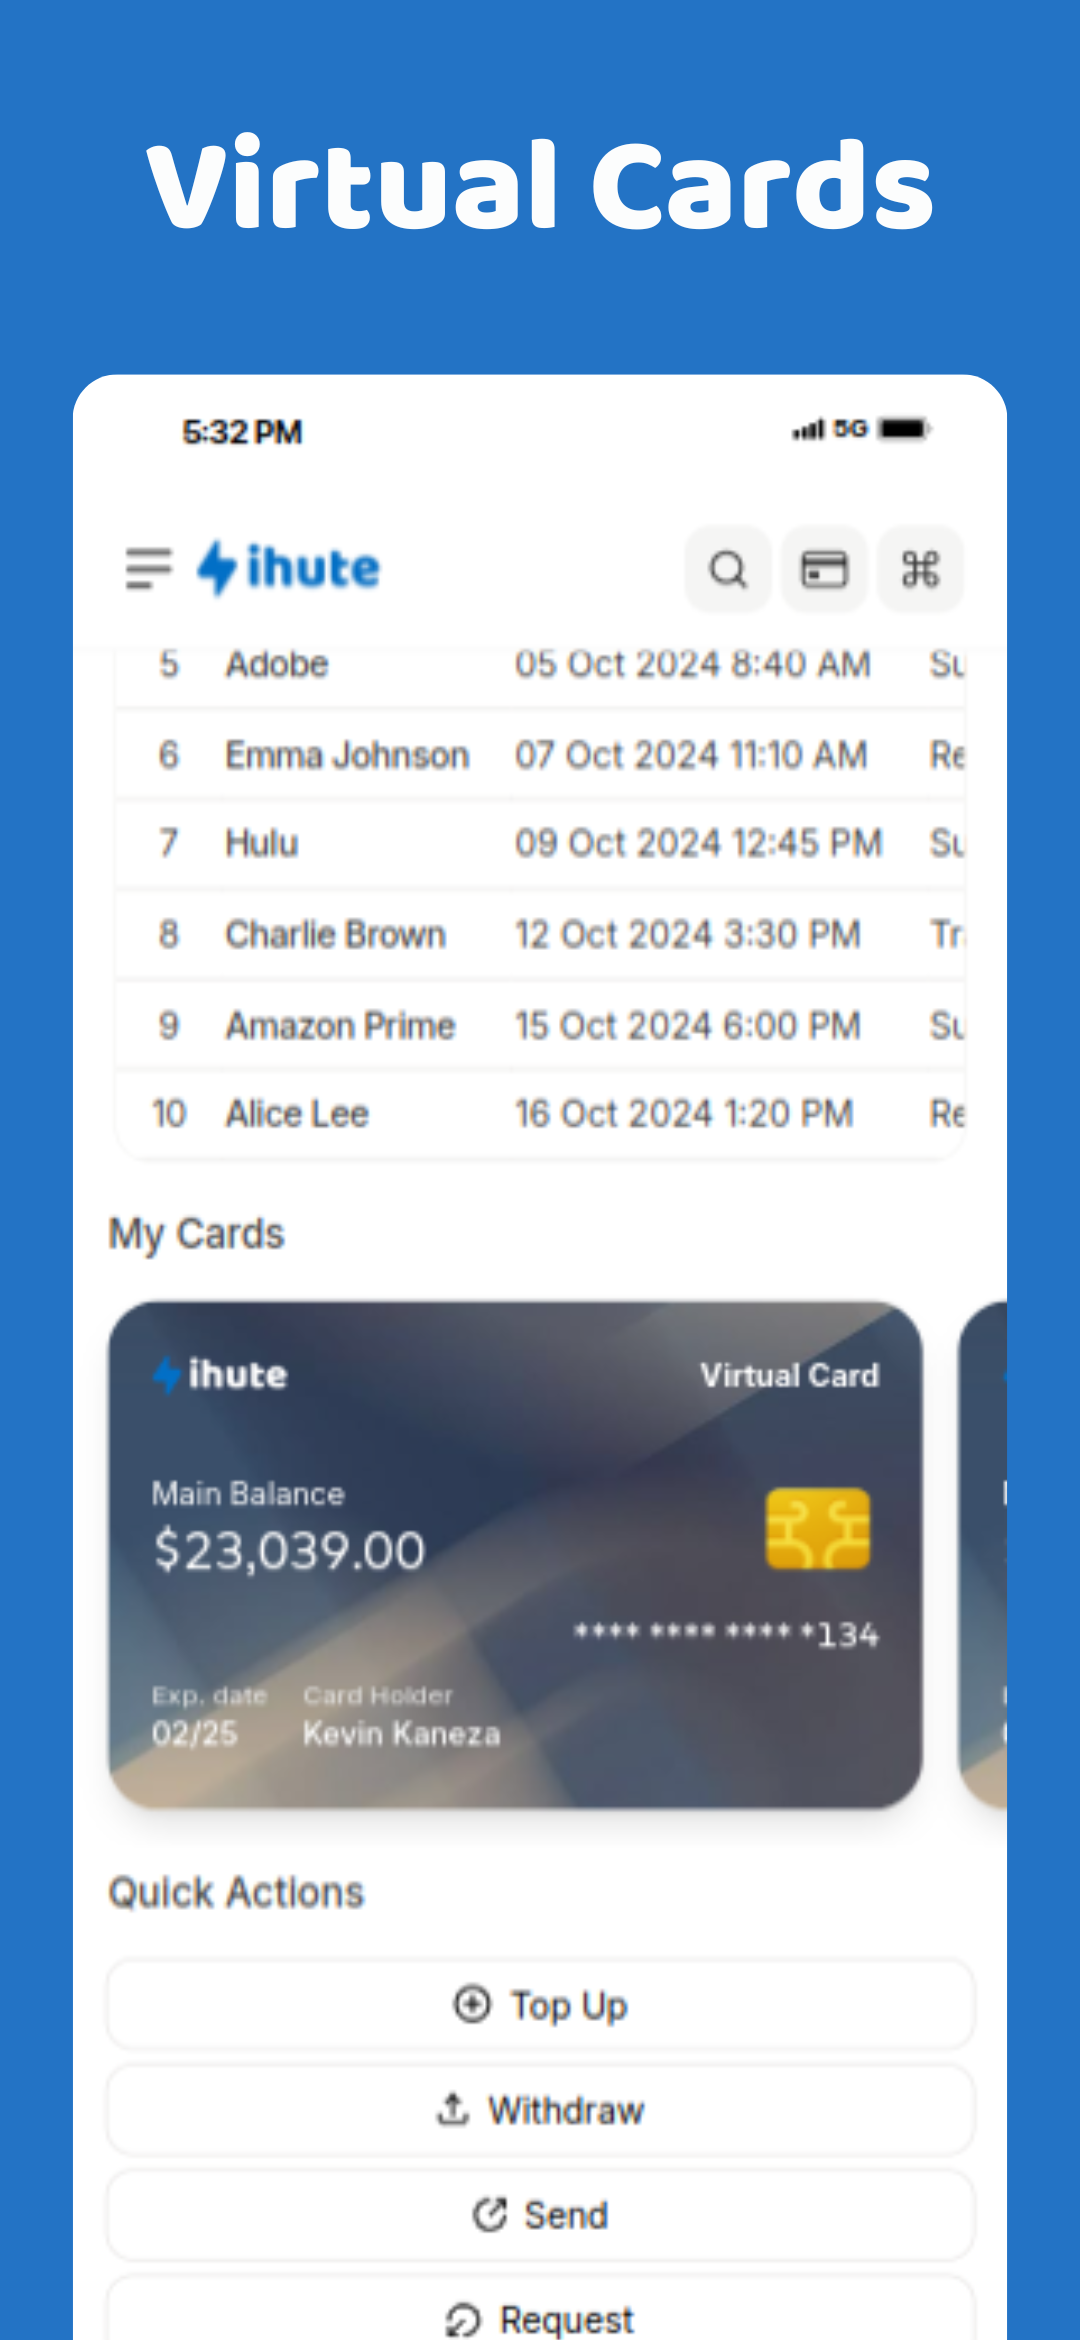 Virtual Cards
5:32 PM 5G
ihute
5 Adobe 05 Oct 2024 8:40 AM Su
6 Emma Johnson 07 Oct 2024 11:10 AM Re
7 Hulu 09 Oct 2024 12:45 PM Su
8 Charlie Brown 12 Oct 2024 3:30 PM Tr
9 Amazon Prime 15 Oct 2024 6:00 PM Su
10 Alice Lee 16 Oct 2024 1:20 PM Re
My Cards
ihute Virtual Card
Main Balance
$23,039.00
**** **** **** *134
Exp. date Card Holder
02/25 Kevin Kaneza
Quick Actions
Top Up
Withdraw
Send
Request